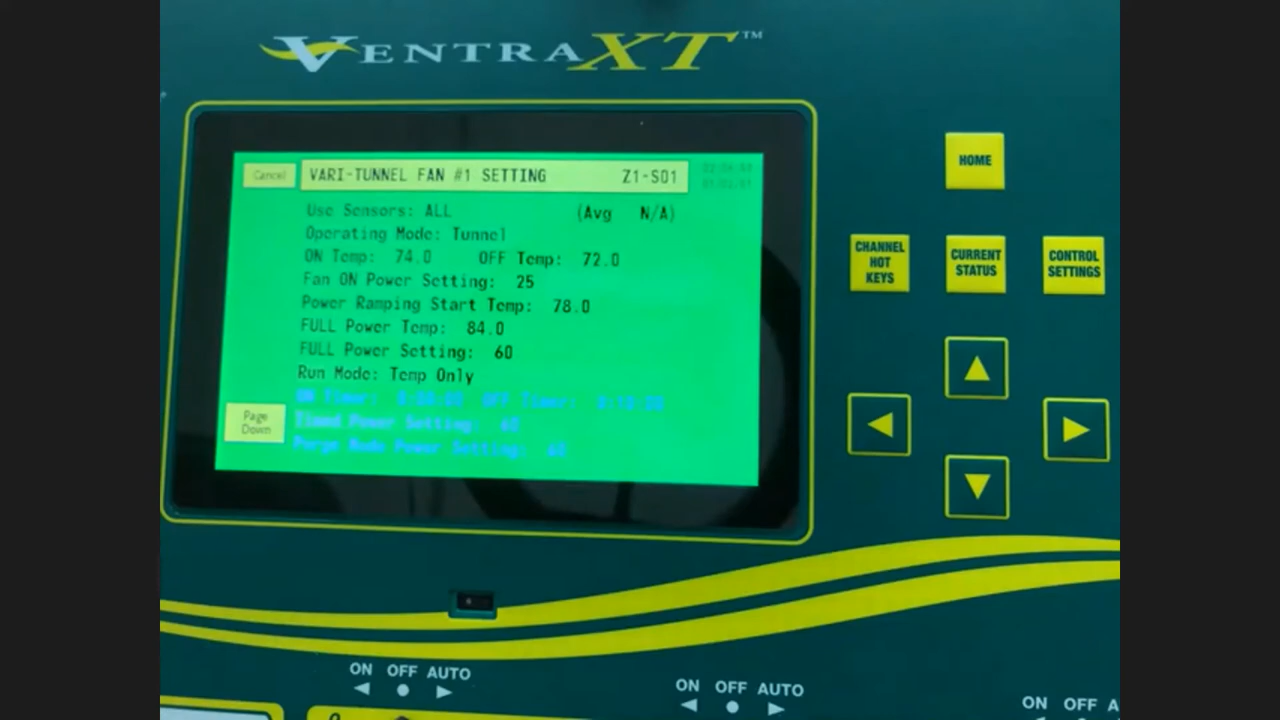 VENTRAXT™
Cancel
VARI-TUNNEL FAN #1 SETTING Z1-S01
Use Sensors: ALL (Avg N/A)
Operating Mode: Tunnel
ON Temp: 74.0 OFF Temp: 72.0
Fan ON Power Setting: 25
Power Ramping Start Temp: 78.0
FULL Power Temp: 84.0
FULL Power Setting: 60
Run Mode: Temp Only
ON Timer: OFF Timer:
Timed Power Setting: 60
Purge Mode Power Setting: 60
Page
Down
HOME
CHANNEL
HOT
KEYS
CURRENT
STATUS
CONTROL
SETTINGS
ON OFF AUTO
ON OFF AUTO
ON OFF A